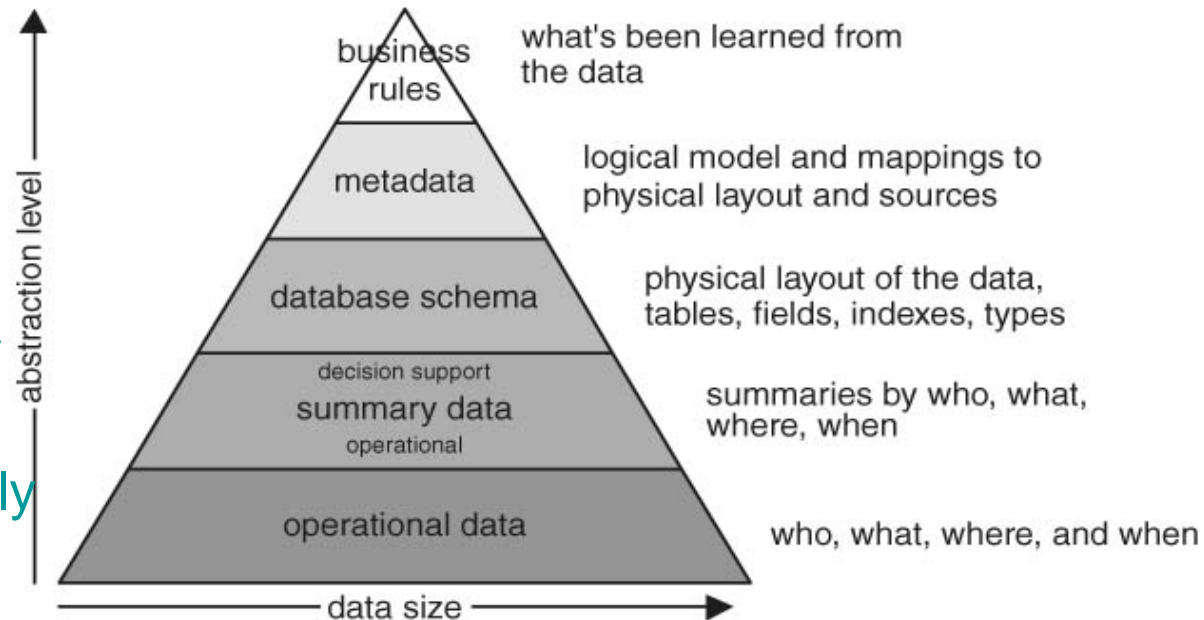 business
rules
what's been learned from
the data
metadata
logical model and mappings to
physical layout and sources
database schema
physical layout of the data,
tables, fields, indexes, types
decision support
summary data
operational
summaries by who, what,
where, when
operational data
who, what, where, and when
abstraction level
data size
ly